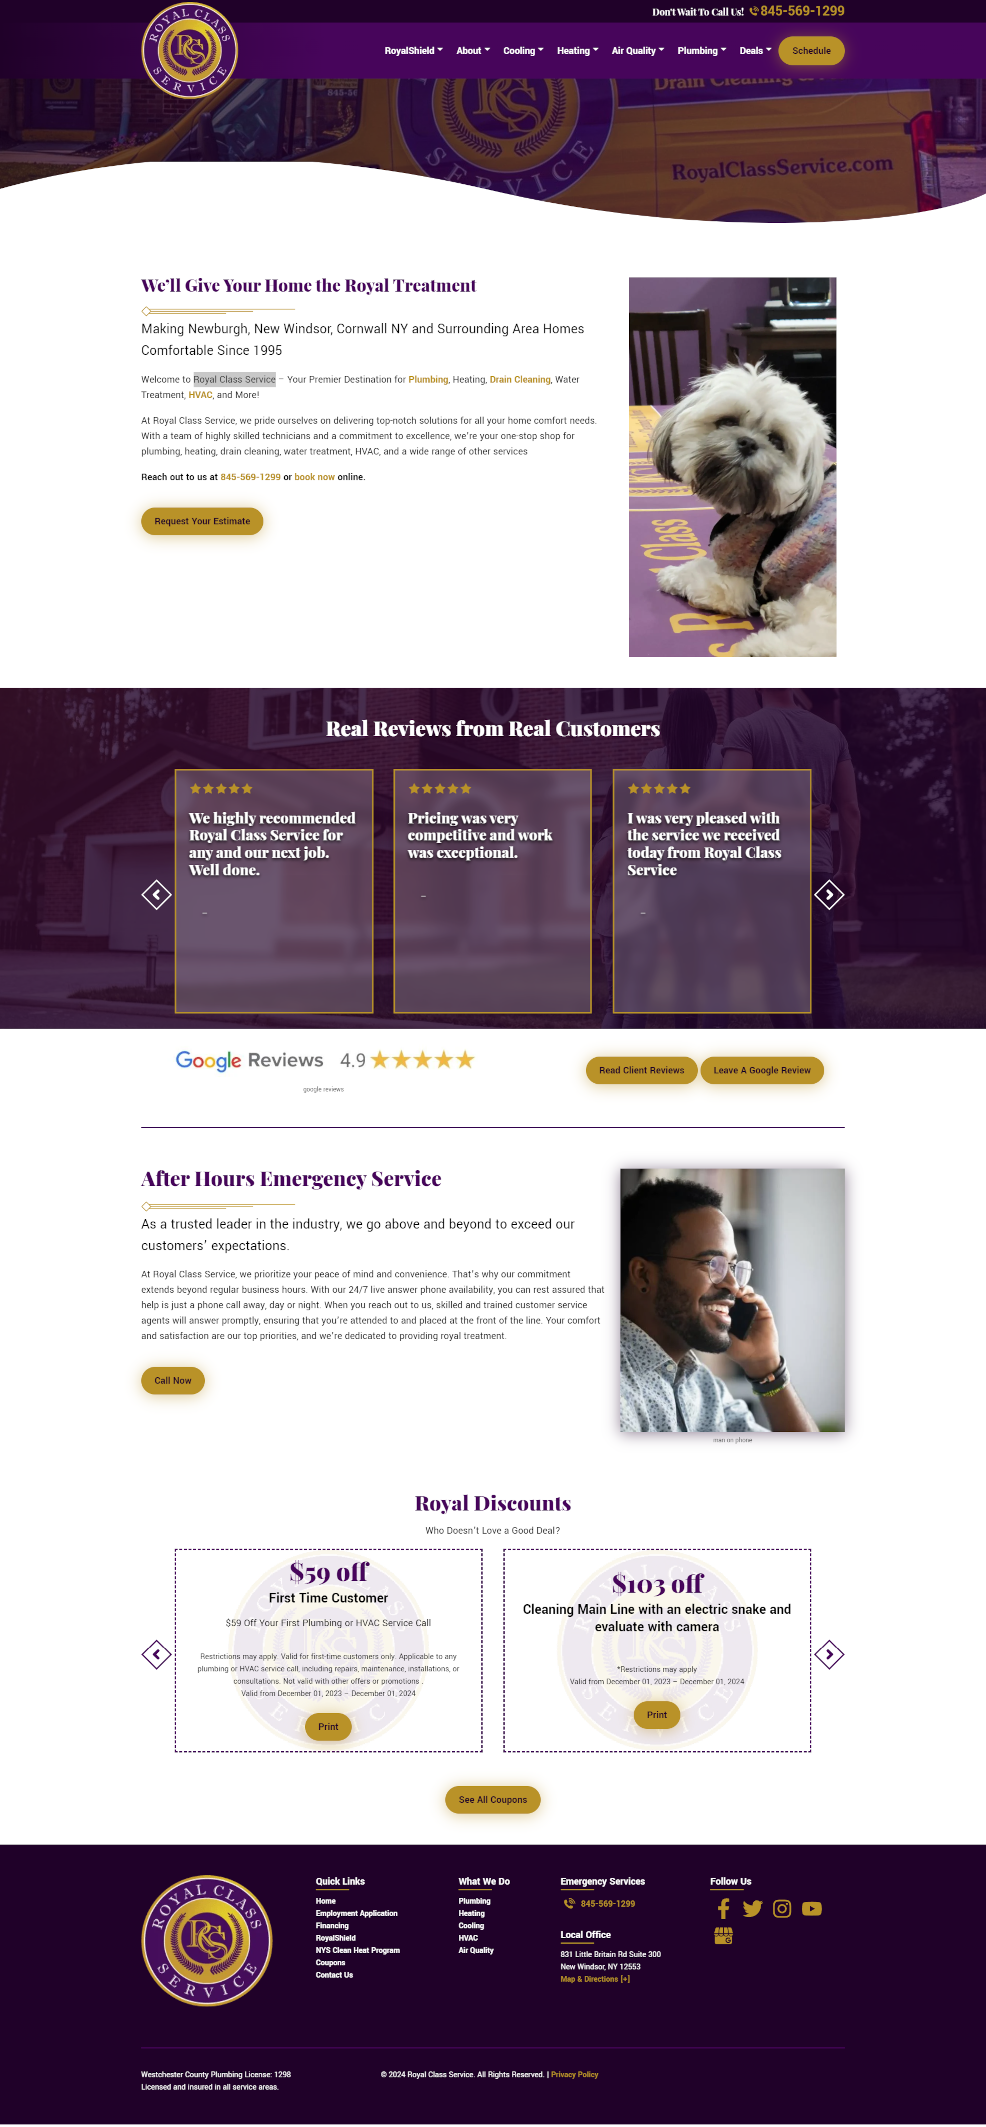 Don't Wait To Call Us! 845-569-1299
ROYAL CLASS
RCS
SERVICE
RoyalShield About Cooling Heating Air Quality Plumbing Deals Schedule
Drain Cleaning &
RCS
SERVICE
RoyalClassService.com
We'll Give Your Home the Royal Treatment
Making Newburgh, New Windsor, Cornwall NY and Surrounding Area Homes
Comfortable Since 1995
Welcome to Royal Class Service – Your Premier Destination for Plumbing, Heating, Drain Cleaning, Water
Treatment, HVAC, and More!
At Royal Class Service, we pride ourselves on delivering top-notch solutions for all your home comfort needs.
With a team of highly skilled technicians and a commitment to excellence, we're your one-stop shop for
plumbing, heating, drain cleaning, water treatment, HVAC, and a wide range of other services
Reach out to us at 845-569-1299 or book now online.
Request Your Estimate
Class
Real Reviews from Real Customers
We highly recommended
Royal Class Service for
any and our next job.
Well done.
–
Pricing was very
competitive and work
was exceptional.
–
I was very pleased with
the service we received
today from Royal Class
Service
–
Google Reviews 4.9
google reviews
Read Client Reviews
Leave A Google Review
After Hours Emergency Service
As a trusted leader in the industry, we go above and beyond to exceed our
customers' expectations.
At Royal Class Service, we prioritize your peace of mind and convenience. That's why our commitment
extends beyond regular business hours. With our 24/7 live answer phone availability, you can rest assured that
help is just a phone call away, day or night. When you reach out to us, skilled and trained customer service
agents will answer promptly, ensuring that you're attended to and placed at the front of the line. Your comfort
and satisfaction are our top priorities, and we're dedicated to providing royal treatment.
Call Now
man on phone
Royal Discounts
Who Doesn't Love a Good Deal?
$59 off
First Time Customer
$59 Off Your First Plumbing or HVAC Service Call
Restrictions may apply. Valid for first-time customers only. Applicable to any
plumbing or HVAC service call, including repairs, maintenance, installations, or
consultations. Not valid with other offers or promotions .
Valid from December 01, 2023 – December 01, 2024
Print
$103 off
Cleaning Main Line with an electric snake and
evaluate with camera
*Restrictions may apply
Valid from December 01, 2023 – December 01, 2024
Print
See All Coupons
ROYAL CLASS
RCS
SERVICE
Quick Links
Home
Employment Application
Financing
RoyalShield
NYS Clean Heat Program
Coupons
Contact Us
What We Do
Plumbing
Heating
Cooling
HVAC
Air Quality
Emergency Services
845-569-1299
Local Office
831 Little Britain Rd Suite 300
New Windsor, NY 12553
Map & Directions [+]
Follow Us
Westchester County Plumbing License: 1298
Licensed and insured in all service areas.
© 2024 Royal Class Service. All Rights Reserved. | Privacy Policy